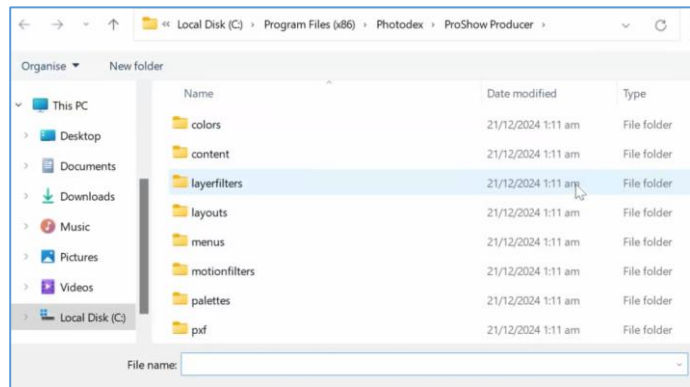 « Local Disk (C:) › Program Files (x86) › Photodex › ProShow Producer ›
Organise New folder
Name Date modified Type
This PC
Desktop
Documents
Downloads
Music
Pictures
Videos
Local Disk (C:)
colors 21/12/2024 1:11 am File folder
content 21/12/2024 1:11 am File folder
layerfilters 21/12/2024 1:11 am File folder
layouts 21/12/2024 1:11 am File folder
menus 21/12/2024 1:11 am File folder
motionfilters 21/12/2024 1:11 am File folder
palettes 21/12/2024 1:11 am File folder
pxf 21/12/2024 1:11 am File folder
File name: